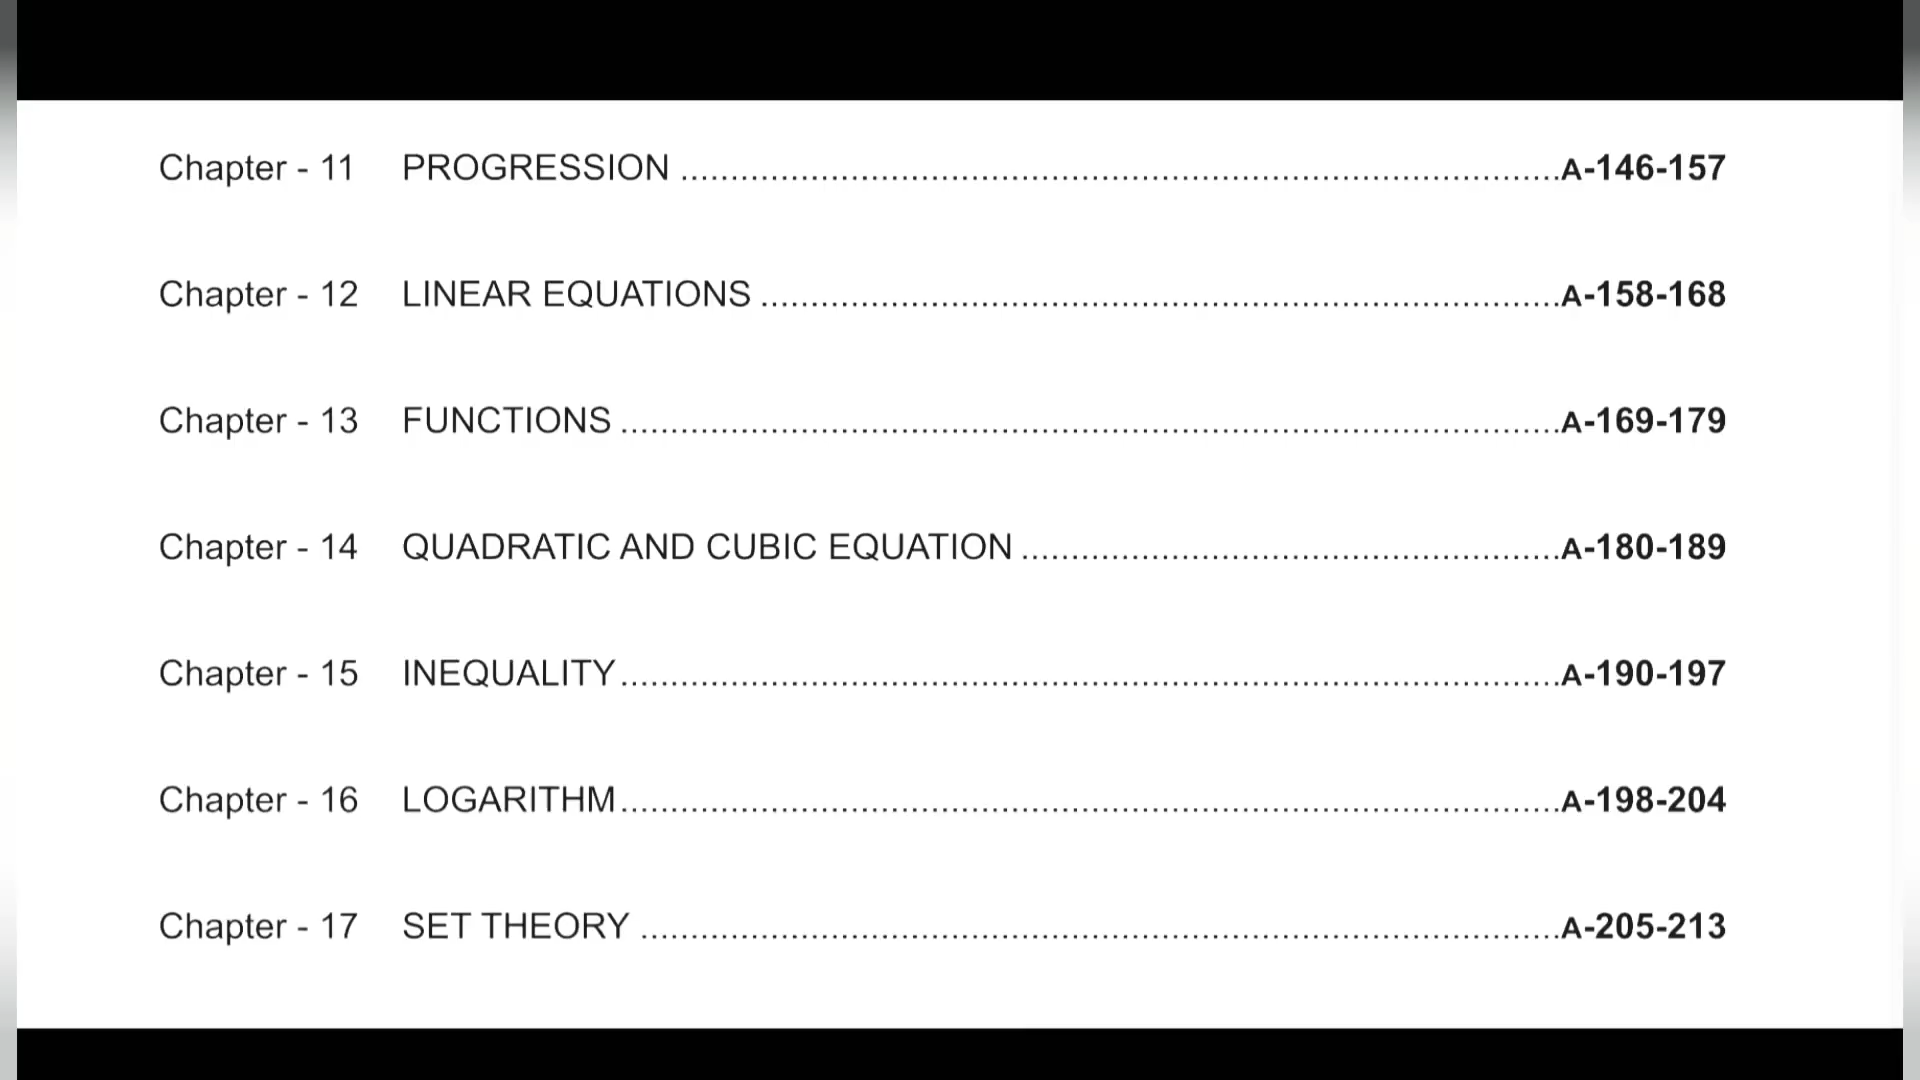 Chapter - 11 PROGRESSION ........................................................................................A-146-157
Chapter - 12 LINEAR EQUATIONS ................................................................................A-158-168
Chapter - 13 FUNCTIONS ..............................................................................................A-169-179
Chapter - 14 QUADRATIC AND CUBIC EQUATION ......................................................A-180-189
Chapter - 15 INEQUALITY..............................................................................................A-190-197
Chapter - 16 LOGARITHM..............................................................................................A-198-204
Chapter - 17 SET THEORY ............................................................................................A-205-213